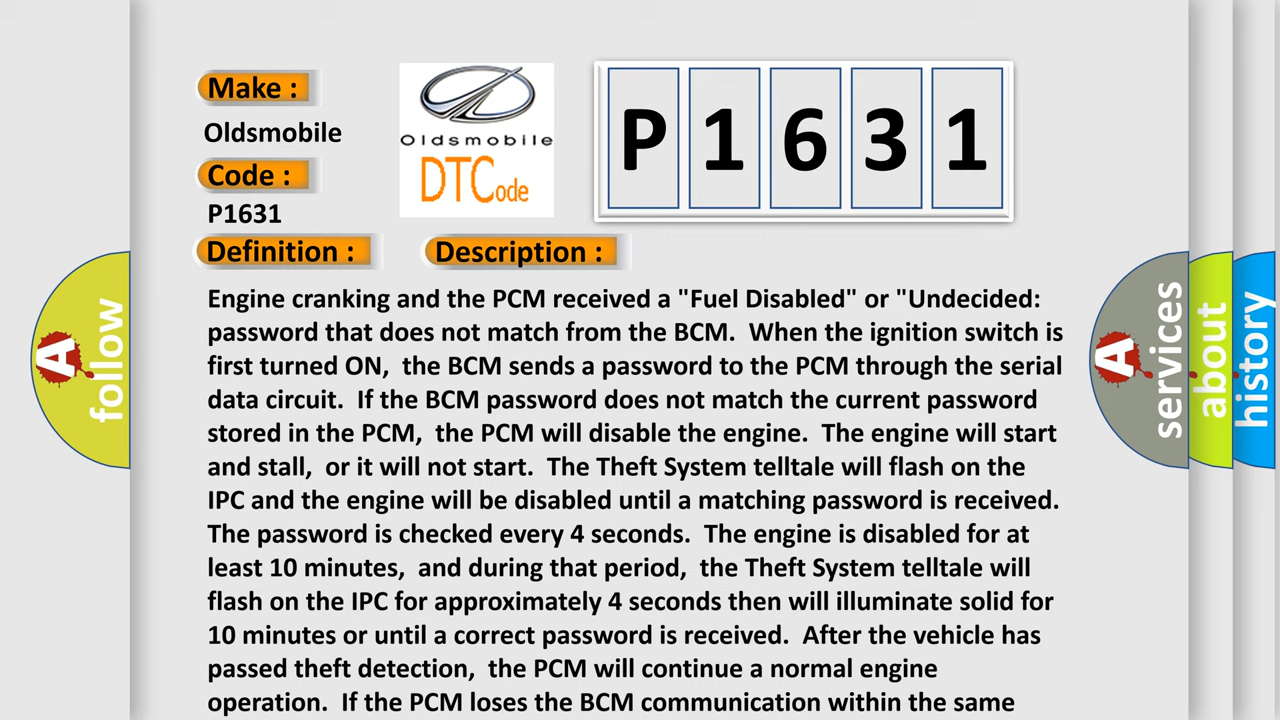 Make :
Oldsmobile
Code :
P1631
Oldsmobile
DTCode
P1631
Definition :
Description :
Engine cranking and the PCM received a "Fuel Disabled" or "Undecided:
password that does not match from the BCM. When the ignition switch is
first turned ON, the BCM sends a password to the PCM through the serial
data circuit. If the BCM password does not match the current password
stored in the PCM, the PCM will disable the engine. The engine will start
and stall, or it will not start. The Theft System telltale will flash on the
IPC and the engine will be disabled until a matching password is received.
The password is checked every 4 seconds. The engine is disabled for at
least 10 minutes, and during that period, the Theft System telltale will
flash on the IPC for approximately 4 seconds then will illuminate solid for
10 minutes or until a correct password is received. After the vehicle has
passed theft detection, the PCM will continue a normal engine
operation. If the PCM loses the BCM communication within the same
A follow
A services
about
history